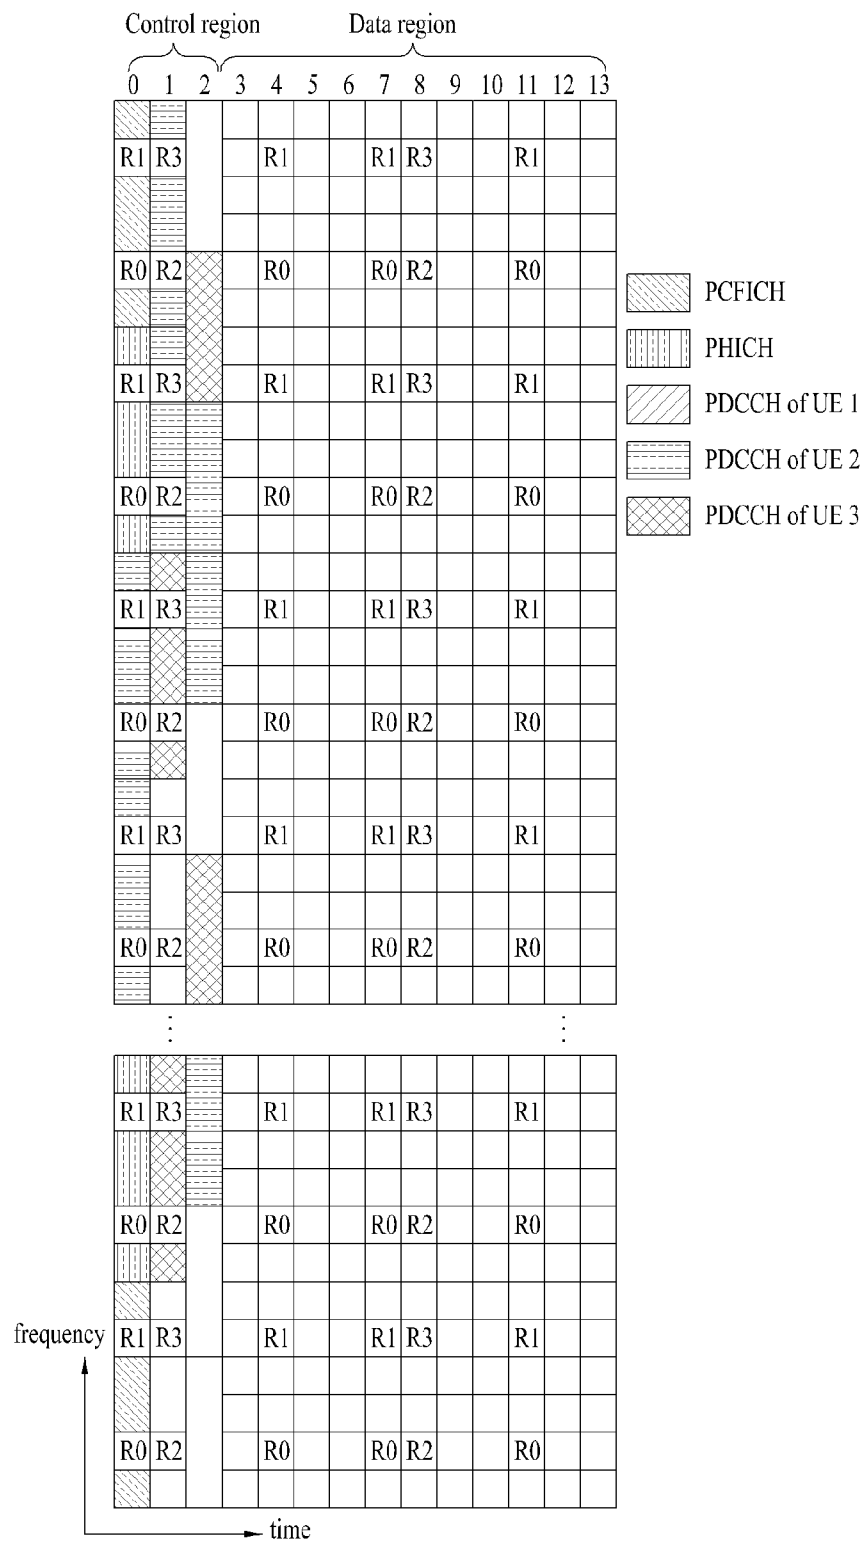 Control region Data region
0 1 2 3 4 5 6 7 8 9 10 11 12 13
R1 R3 R1 R1 R3 R1
R0 R2 R0 R0 R2 R0
PCFICH
PHICH
R1 R3 R1 R1 R3 R1
PDCCH of UE 1
PDCCH of UE 2
R0 R2 R0 R0 R2 R0
PDCCH of UE 3
R1 R3 R1 R1 R3 R1
R0 R2 R0 R0 R2 R0
R1 R3 R1 R1 R3 R1
R0 R2 R0 R0 R2 R0
R1 R3 R1 R1 R3 R1
R0 R2 R0 R0 R2 R0
frequency R1 R3 R1 R1 R3 R1
R0 R2 R0 R0 R2 R0
time